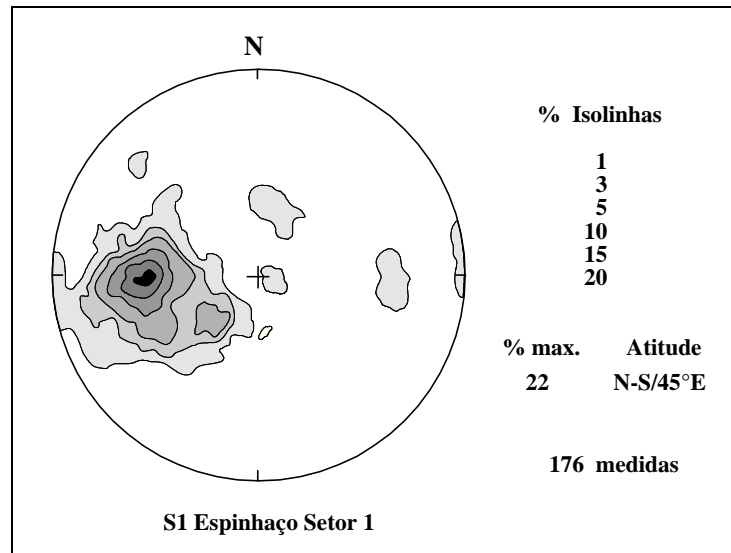 N
% Isolinhas
1
3
5
10
15
20
% max. Atitude
22 N-S/45°E
176 medidas
S1 Espinhaço Setor 1